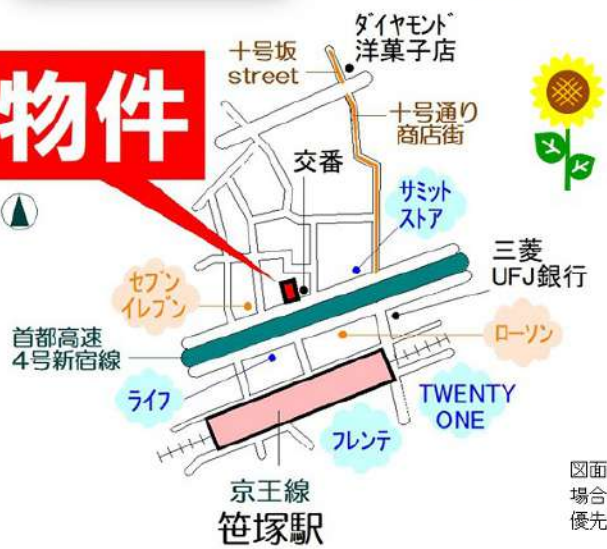 ダイヤモンド
洋菓子店
十号坂
street
物件
十号通り
商店街
交番
サミット
ストア
三菱
UFJ銀行
セブン
イレブン
首都高速
4号新宿線
ローソン
ライフ
TWENTY
ONE
フレンテ
京王線
笹塚駅
図面
場合
優先